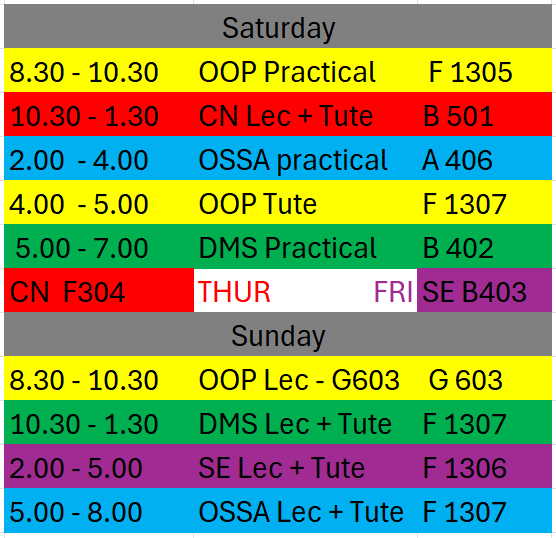 Saturday
8.30 - 10.30 OOP Practical F 1305
10.30 - 1.30 CN Lec + Tute B 501
2.00 - 4.00 OSSA practical A 406
4.00 - 5.00 OOP Tute F 1307
5.00 - 7.00 DMS Practical B 402
CN F304 THUR FRI SE B403
Sunday
8.30 - 10.30 OOP Lec - G603 G 603
10.30 - 1.30 DMS Lec + Tute F 1307
2.00 - 5.00 SE Lec + Tute F 1306
5.00 - 8.00 OSSA Lec + Tute F 1307